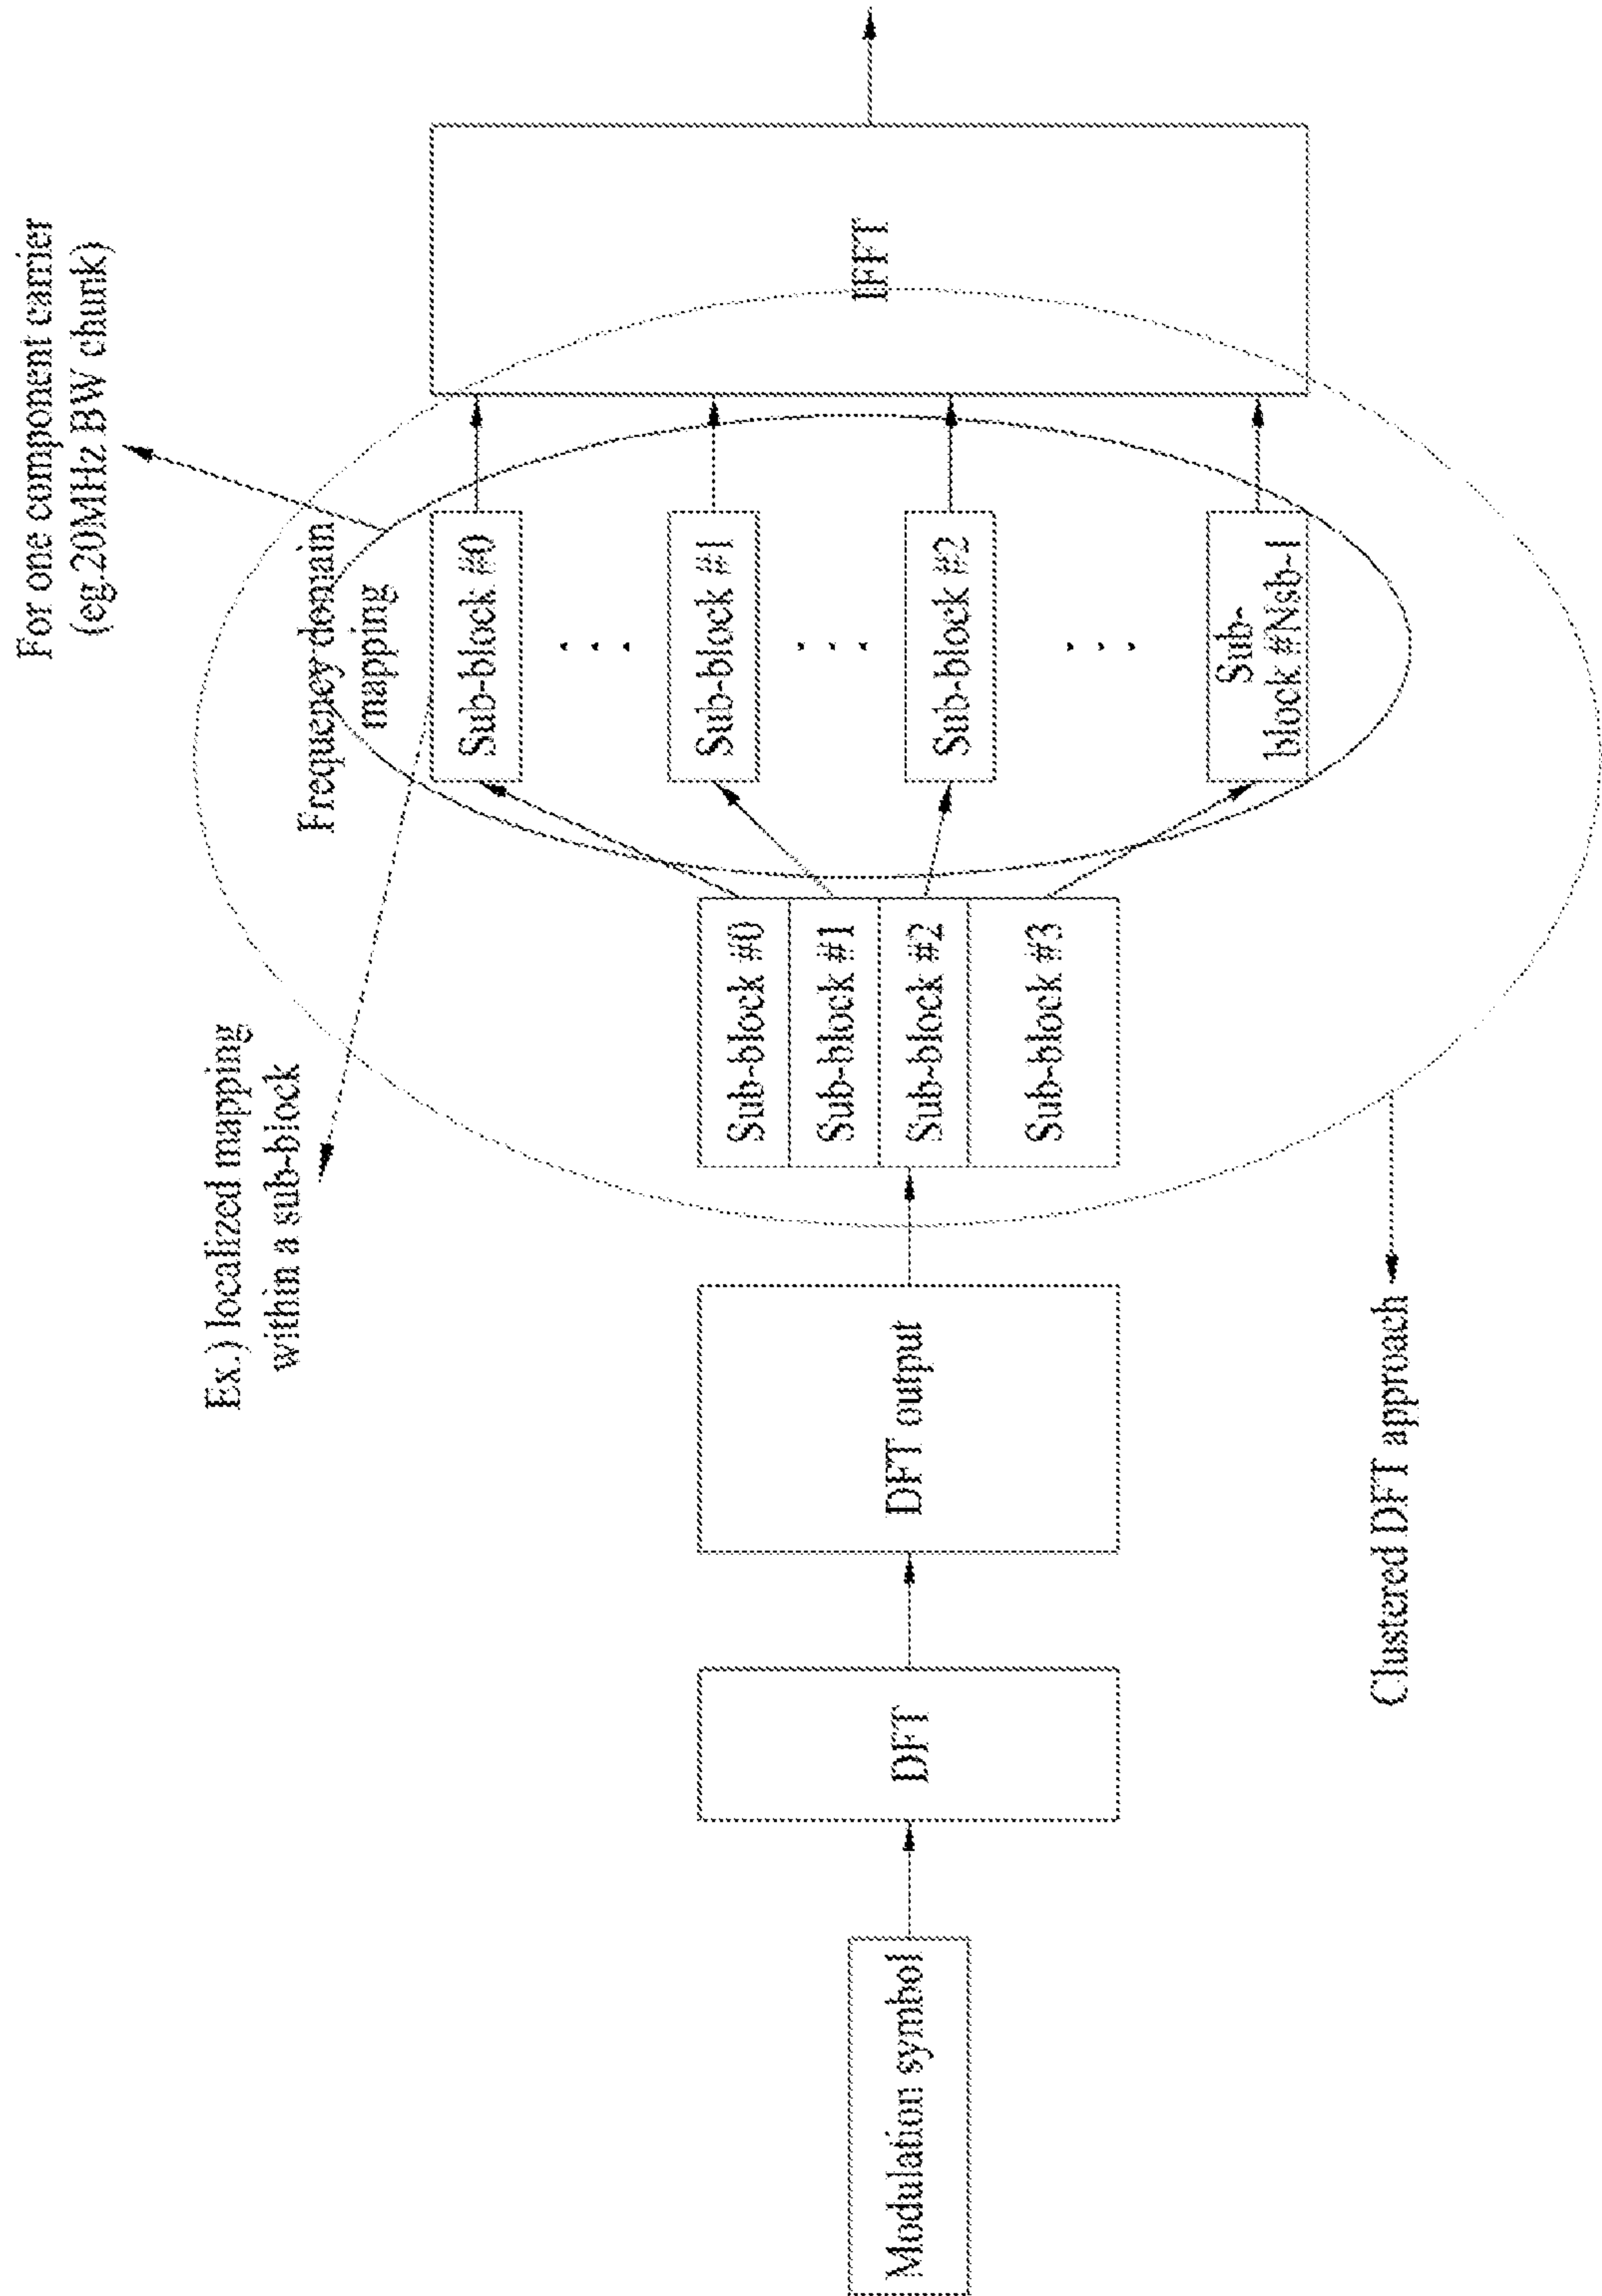 For one component carrier
(eg.20MHz BW chunk)
Frequency domain
mapping
Ex.) localized mapping
within a sub-block
Modulation symbol
DFT
DFT output
Sub-block #0
Sub-block #1
Sub-block #2
Sub-block #3
Sub-block #0
Sub-block #1
Sub-block #2
Sub-
block #Nsb-1
IFFT
Clustered DFT approach